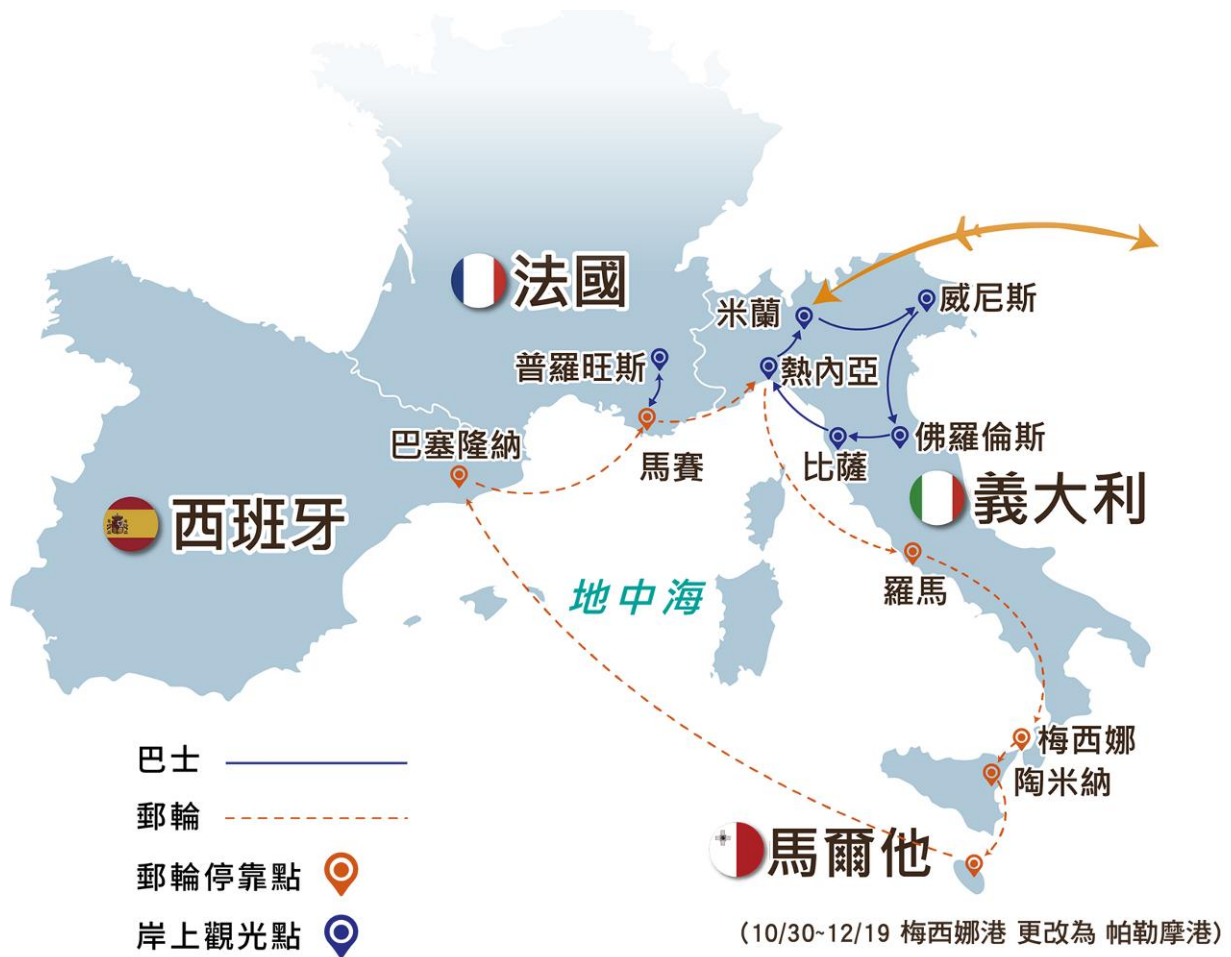 法國
威尼斯
米蘭
普羅旺斯
熱內亞
巴塞隆納
馬賽
比薩
佛羅倫斯
義大利
西班牙
地中海
羅馬
梅西娜
陶米納
馬爾他
巴士
郵輪
郵輪停靠點
岸上觀光點
(10/30~12/19 梅西娜港 更改為 帕勒摩港)